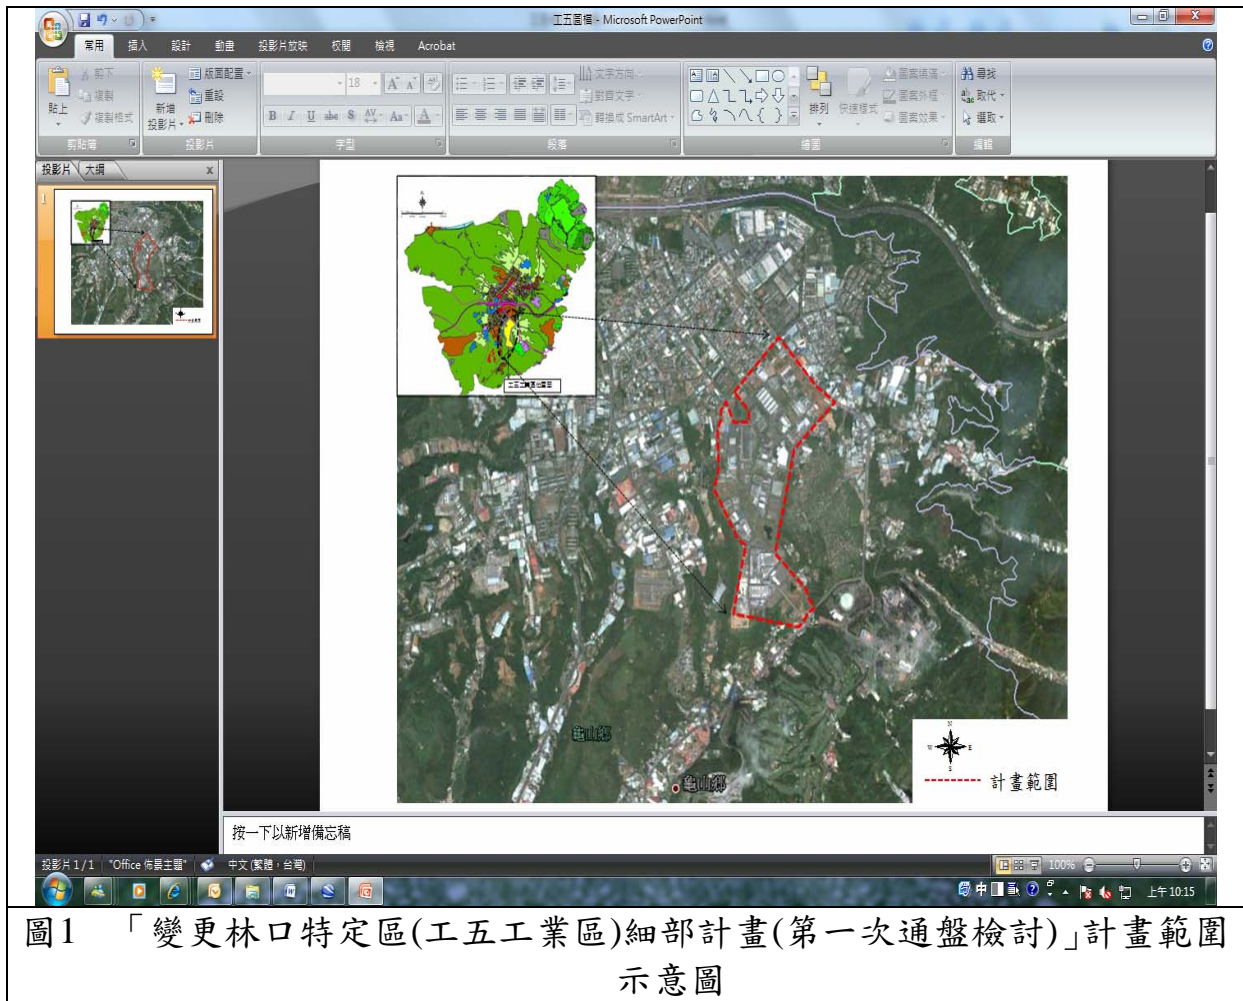 工五圖檔 - Microsoft PowerPoint
常用 插入 設計 動畫 投影片放映 校閱 檢視 Acrobat
貼上
剪下
複製
複製格式
剪貼簿
新增
投影片
版面配置
重設
刪除
投影片
18
B I U abc S AV Aa A
字型
文字方向
對齊文字
轉換成 SmartArt
段落
排列
快速樣式
圖案填滿
圖案外框
圖案效果
繪圖
尋找
取代
選取
編輯
投影片 大綱 x
1
龜山鄉
龜山鄉
N
W E
S
計畫範圍
按一下以新增備忘稿
投影片 1 / 1 "Office 佈景主題" 中文 (繁體，台灣) 100%
中 上午 10:15
圖1 「變更林口特定區(工五工業區)細部計畫(第一次通盤檢討)」計畫範圍
示意圖